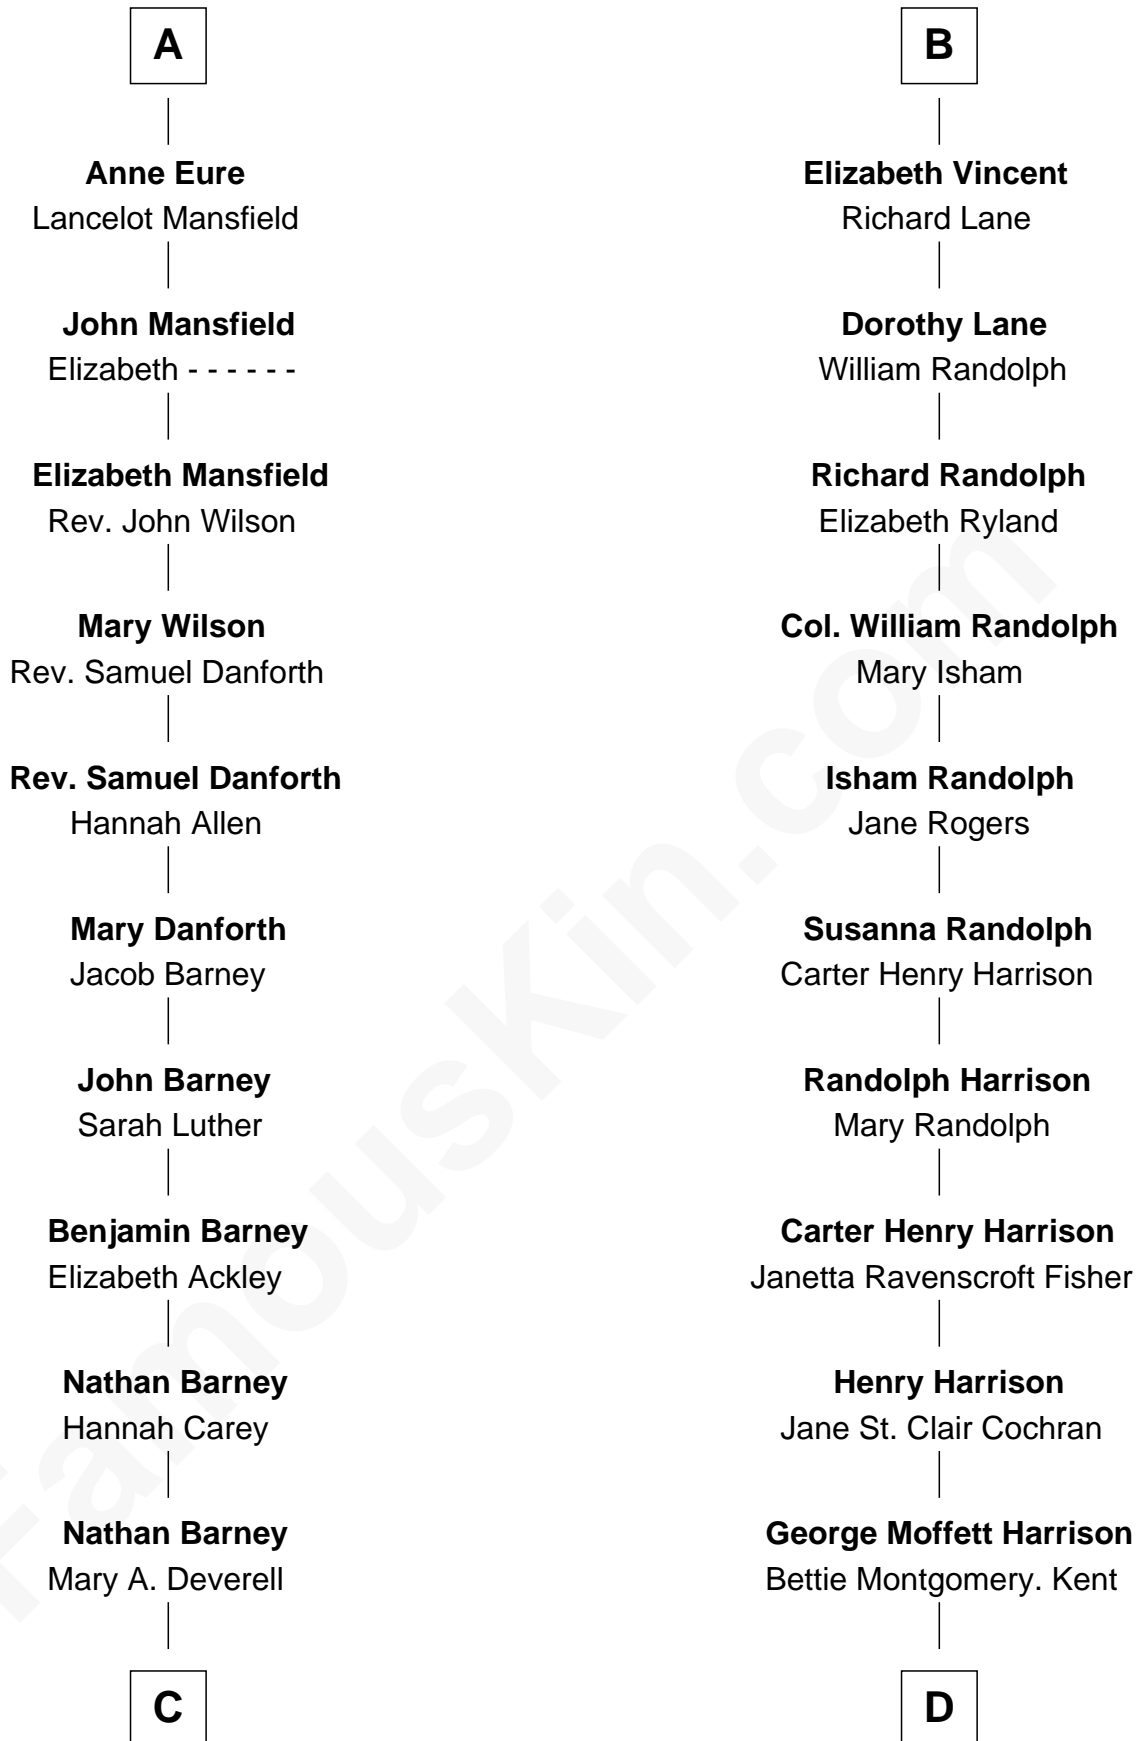 A
Anne Eure
Lancelot Mansfield
John Mansfield
Elizabeth - - - - - -
Elizabeth Mansfield
Rev. John Wilson
Mary Wilson
Rev. Samuel Danforth
Rev. Samuel Danforth
Hannah Allen
Mary Danforth
Jacob Barney
John Barney
Sarah Luther
Benjamin Barney
Elizabeth Ackley
Nathan Barney
Hannah Carey
Nathan Barney
Mary A. Deverell
C
B
Elizabeth Vincent
Richard Lane
Dorothy Lane
William Randolph
Richard Randolph
Elizabeth Ryland
Col. William Randolph
Mary Isham
Isham Randolph
Jane Rogers
Susanna Randolph
Carter Henry Harrison
Randolph Harrison
Mary Randolph
Carter Henry Harrison
Janetta Ravenscroft Fisher
Henry Harrison
Jane St. Clair Cochran
George Moffett Harrison
Bettie Montgomery. Kent
D
FamousKin.com